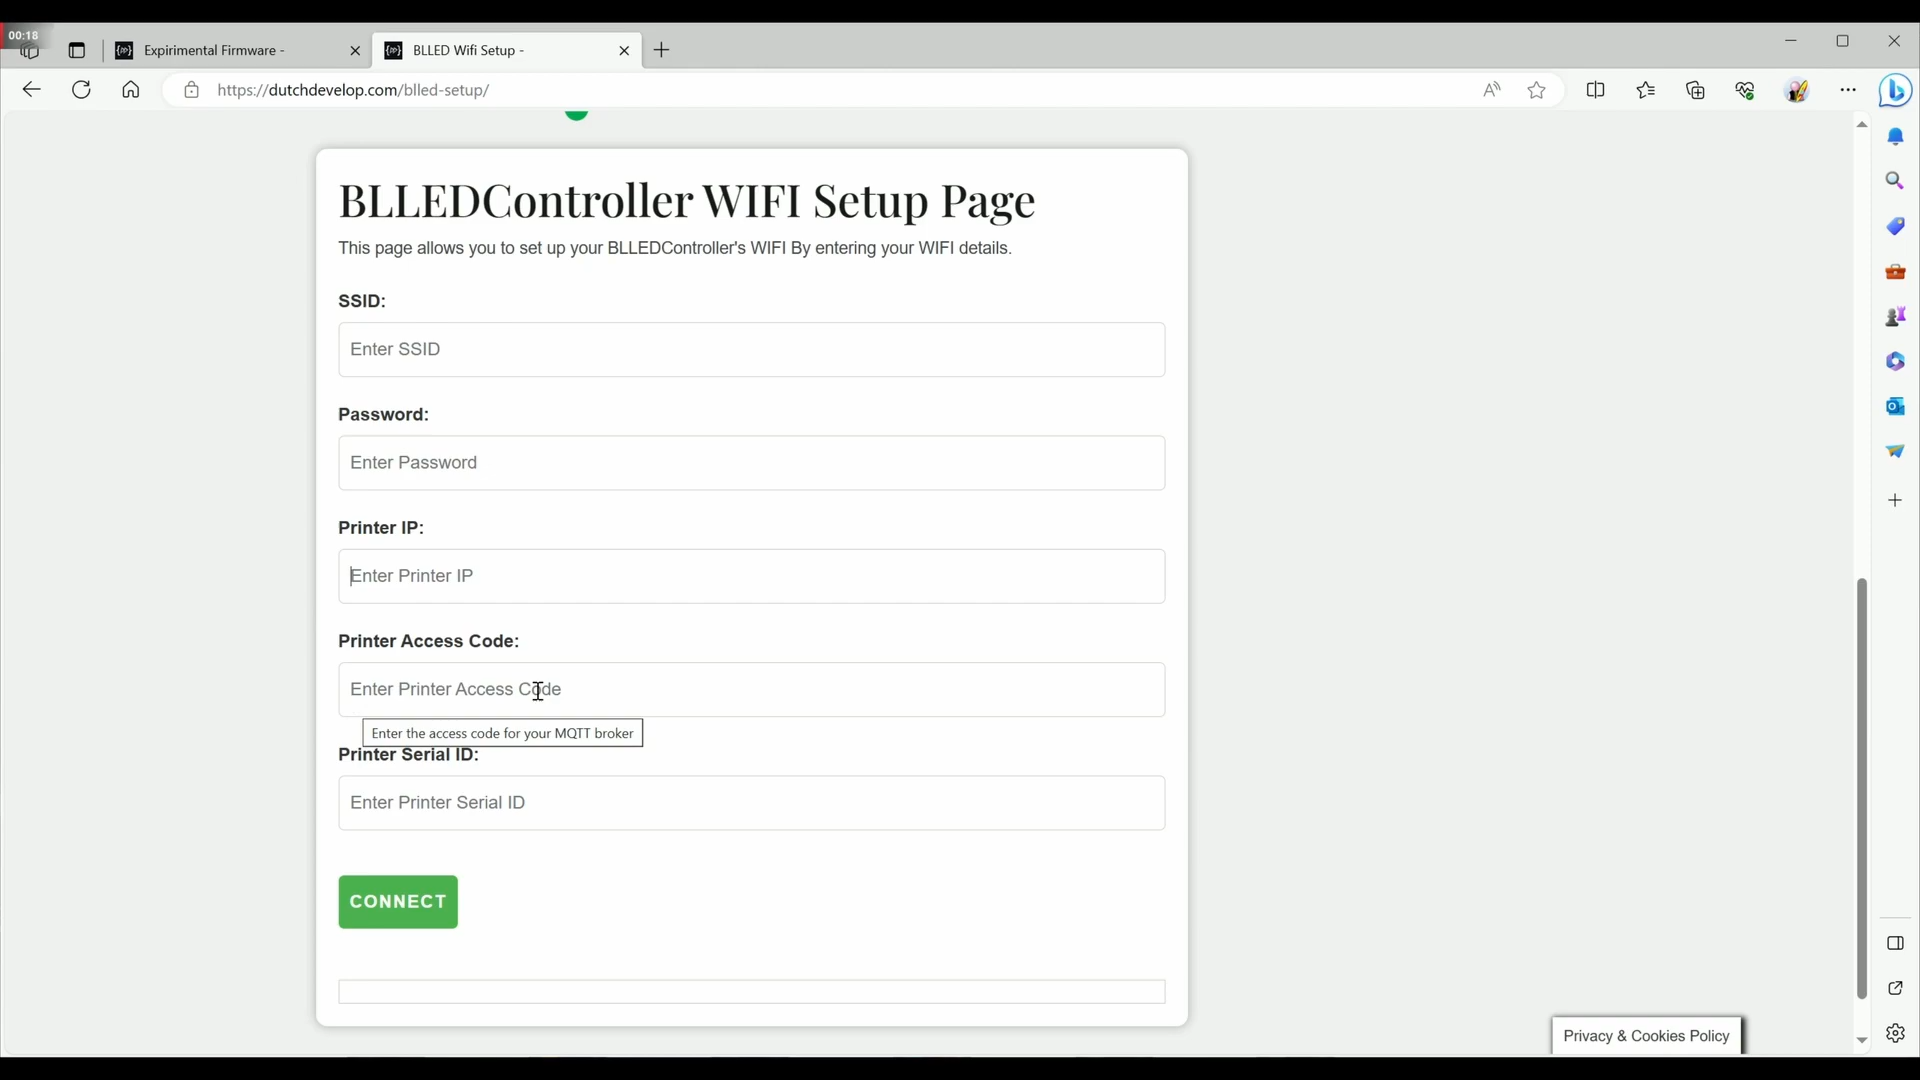 00:18
Expirimental Firmware -
BLLED Wifi Setup -
https://dutchdevelop.com/blled-setup/
BLLEDController WIFI Setup Page
This page allows you to set up your BLLEDController's WIFI By entering your WIFI details.
SSID:
Enter SSID
Password:
Enter Password
Printer IP:
Enter Printer IP
Printer Access Code:
Enter Printer Access Code
Enter the access code for your MQTT broker
Printer Serial ID:
Enter Printer Serial ID
CONNECT
Privacy & Cookies Policy